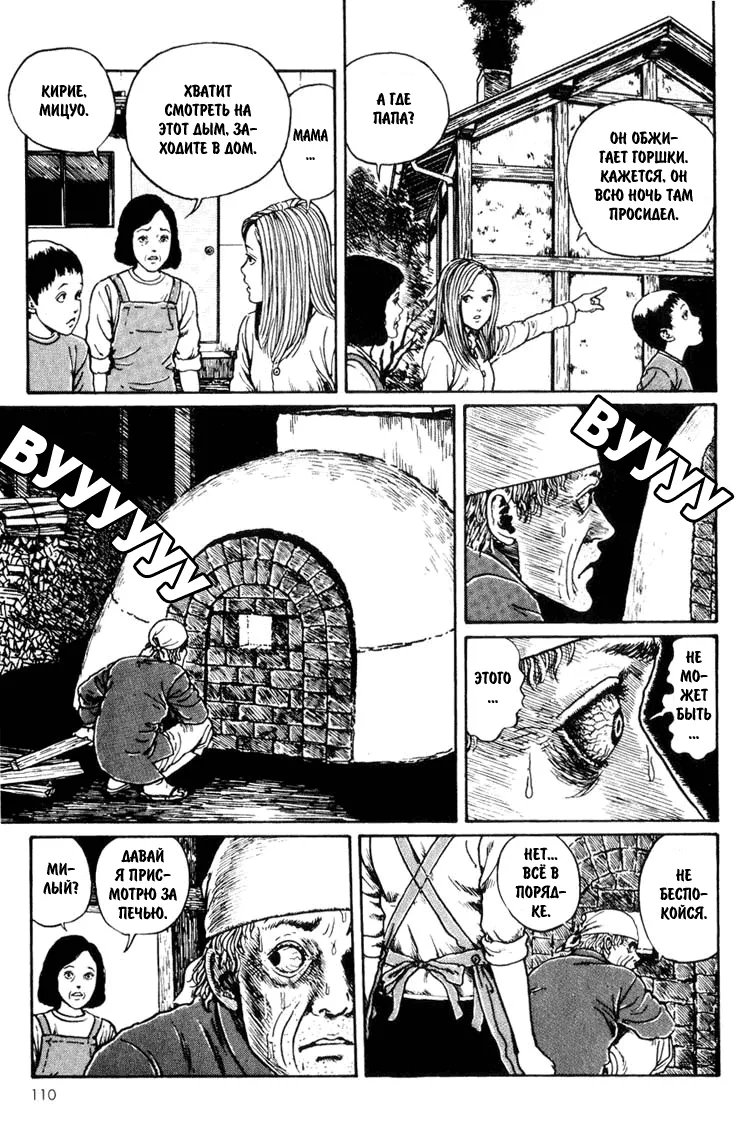 КИРИЕ,
МИЦУО.
ХВАТИТ
СМОТРЕТЬ НА
ЭТОТ ДЫМ, ЗА-
ХОДИТЕ В ДОМ.
МАМА
...
А ГДЕ
ПАПА?
ОН ОБЖИ-
ГАЕТ ГОРШКИ.
КАЖЕТСЯ, ОН
ВСЮ НОЧЬ ТАМ
ПРОСИДЕЛ.
Вууууууу
Вуууу
ЭТОГО
...
НЕ
МО-
ЖЕТ
БЫТЬ
...
МИ-
ЛЫЙ?
ДАВАЙ
Я ПРИС-
МОТРЮ ЗА
ПЕЧЬЮ.
НЕТ...
ВСЁ В
ПОРЯД-
КЕ.
НЕ
БЕСПО-
КОЙСЯ.
110